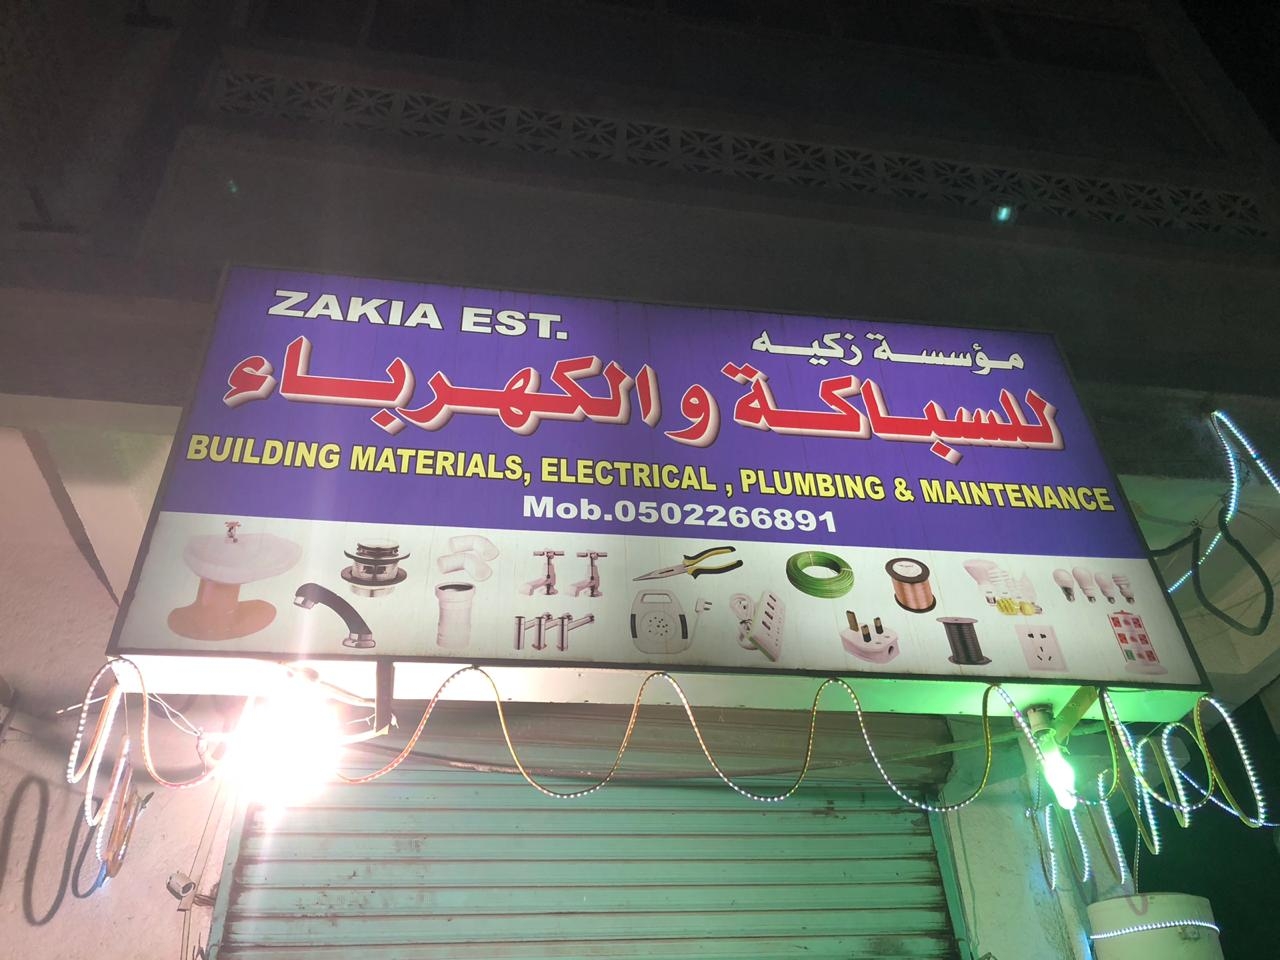 ZAKIA EST.
مؤسسة زكيه
للسباكة والكهرباء
BUILDING MATERIALS, ELECTRICAL , PLUMBING & MAINTENANCE
Mob.0502266891